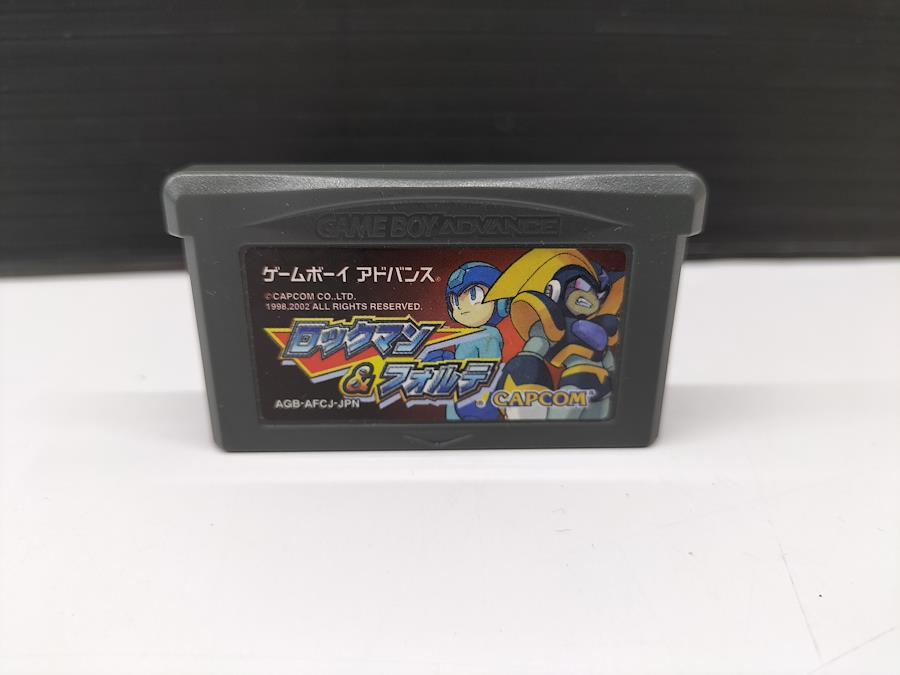 GAME BOY ADVANCE
ゲームボーイ アドバンス®
©CAPCOM CO.,LTD.
1998,2002 ALL RIGHTS RESERVED.
ロックマン
&フォルテ
AGB-AFCJ-JPN
CAPCOM®